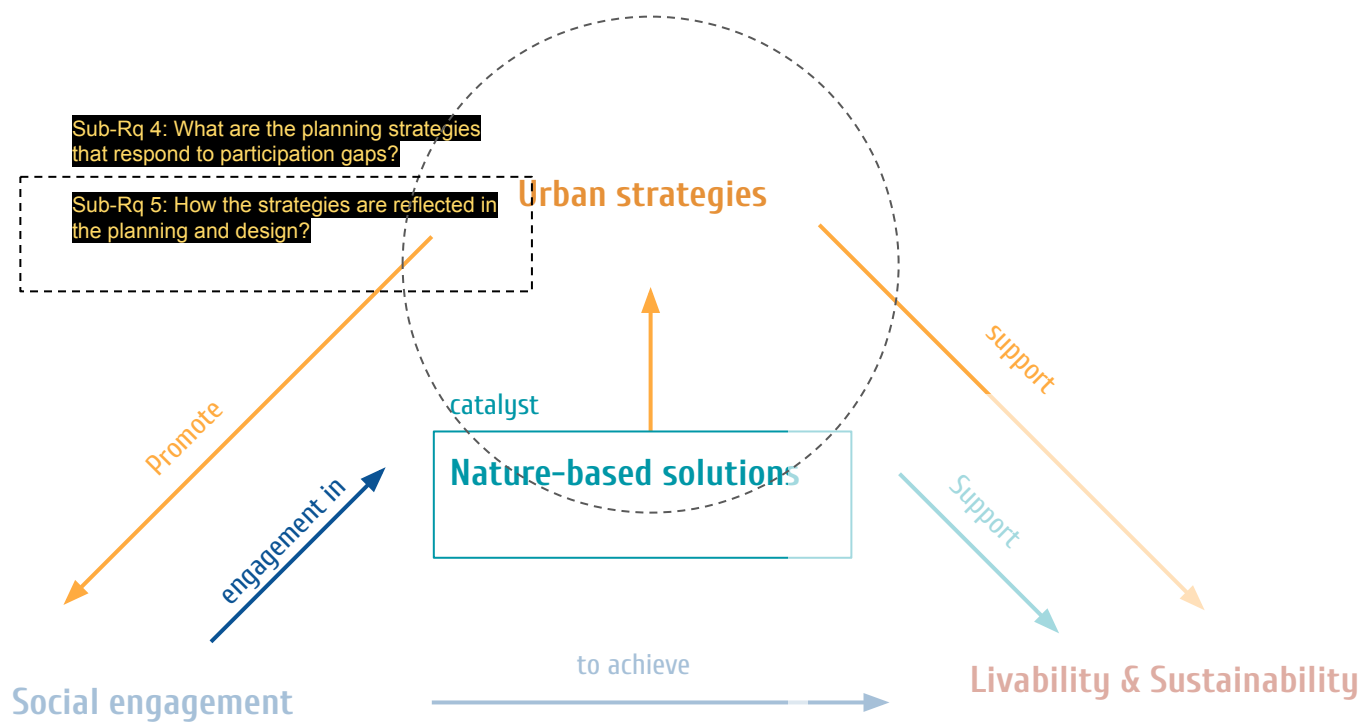 Sub-Rq 4: What are the planning strategies
that respond to participation gaps?
Sub-Rq 5: How the strategies are reflected in
the planning and design?
Urban strategies
support
catalyst
Promote
Nature-based solutions
engagement in
Support
to achieve
Social engagement
Livability & Sustainability